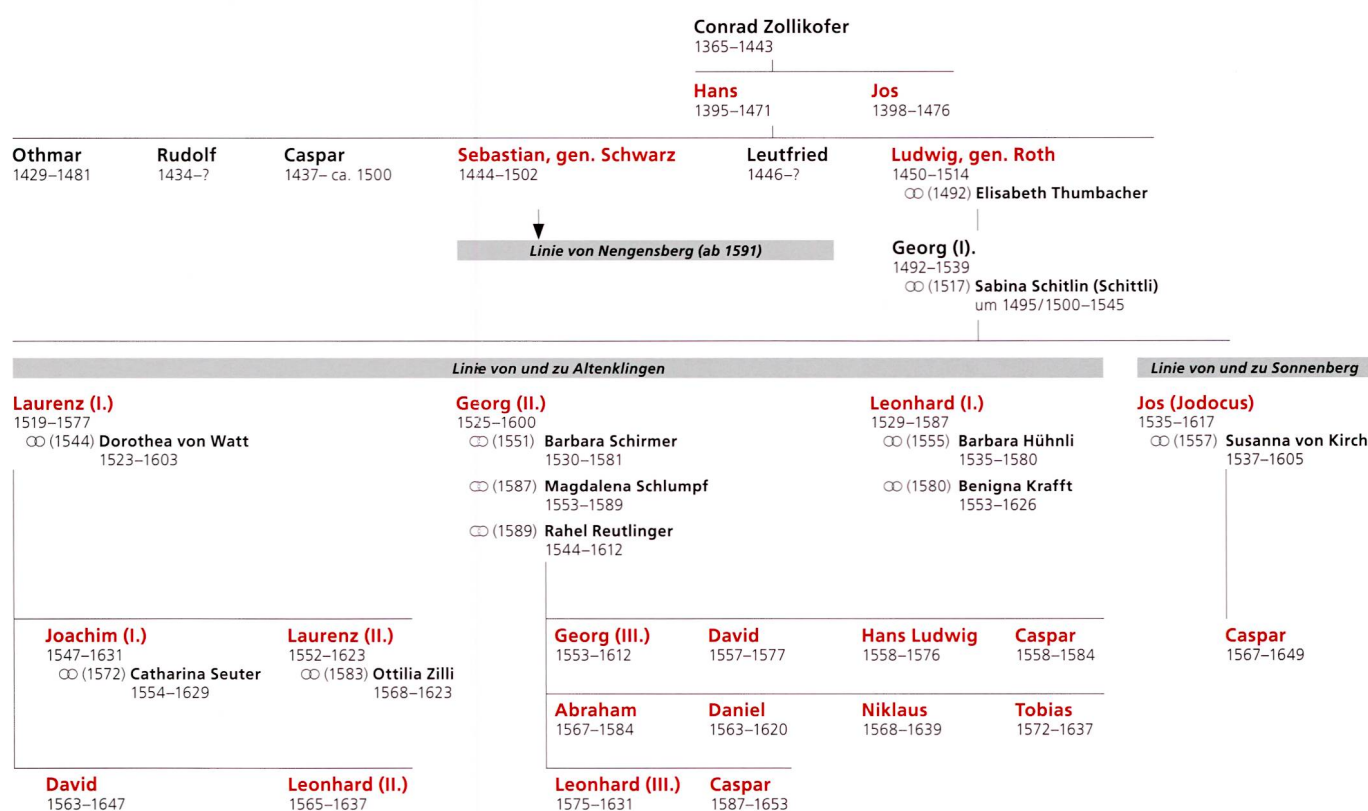 Conrad Zollikofer
1365–1443
Hans
1395–1471
Jos
1398–1476
Othmar
1429–1481
Rudolf
1434–?
Caspar
1437– ca. 1500
Sebastian, gen. Schwarz
1444–1502
Leutfried
1446–?
Ludwig, gen. Roth
1450–1514
⚭ (1492) Elisabeth Thumbacher
Linie von Nengensberg (ab 1591)
Georg (I).
1492–1539
⚭ (1517) Sabina Schitlin (Schittli)
um 1495/1500–1545
Linie von und zu Altenklingen
Linie von und zu Sonnenberg
Laurenz (I.)
1519–1577
⚭ (1544) Dorothea von Watt
1523–1603
Georg (II.)
1525–1600
⚭ (1551) Barbara Schirmer
1530–1581
⚭ (1587) Magdalena Schlumpf
1553–1589
⚭ (1589) Rahel Reutlinger
1544–1612
Leonhard (I.)
1529–1587
⚭ (1555) Barbara Hühnli
1535–1580
⚭ (1580) Benigna Krafft
1553–1626
Jos (Jodocus)
1535–1617
⚭ (1557) Susanna von Kirch
1537–1605
Joachim (I.)
1547–1631
⚭ (1572) Catharina Seuter
1554–1629
Laurenz (II.)
1552–1623
⚭ (1583) Ottilia Zilli
1568–1623
Georg (III.)
1553–1612
David
1557–1577
Hans Ludwig
1558–1576
Caspar
1558–1584
Caspar
1567–1649
Abraham
1567–1584
Daniel
1563–1620
Niklaus
1568–1639
Tobias
1572–1637
David
1563–1647
Leonhard (II.)
1565–1637
Leonhard (III.)
1575–1631
Caspar
1587–1653